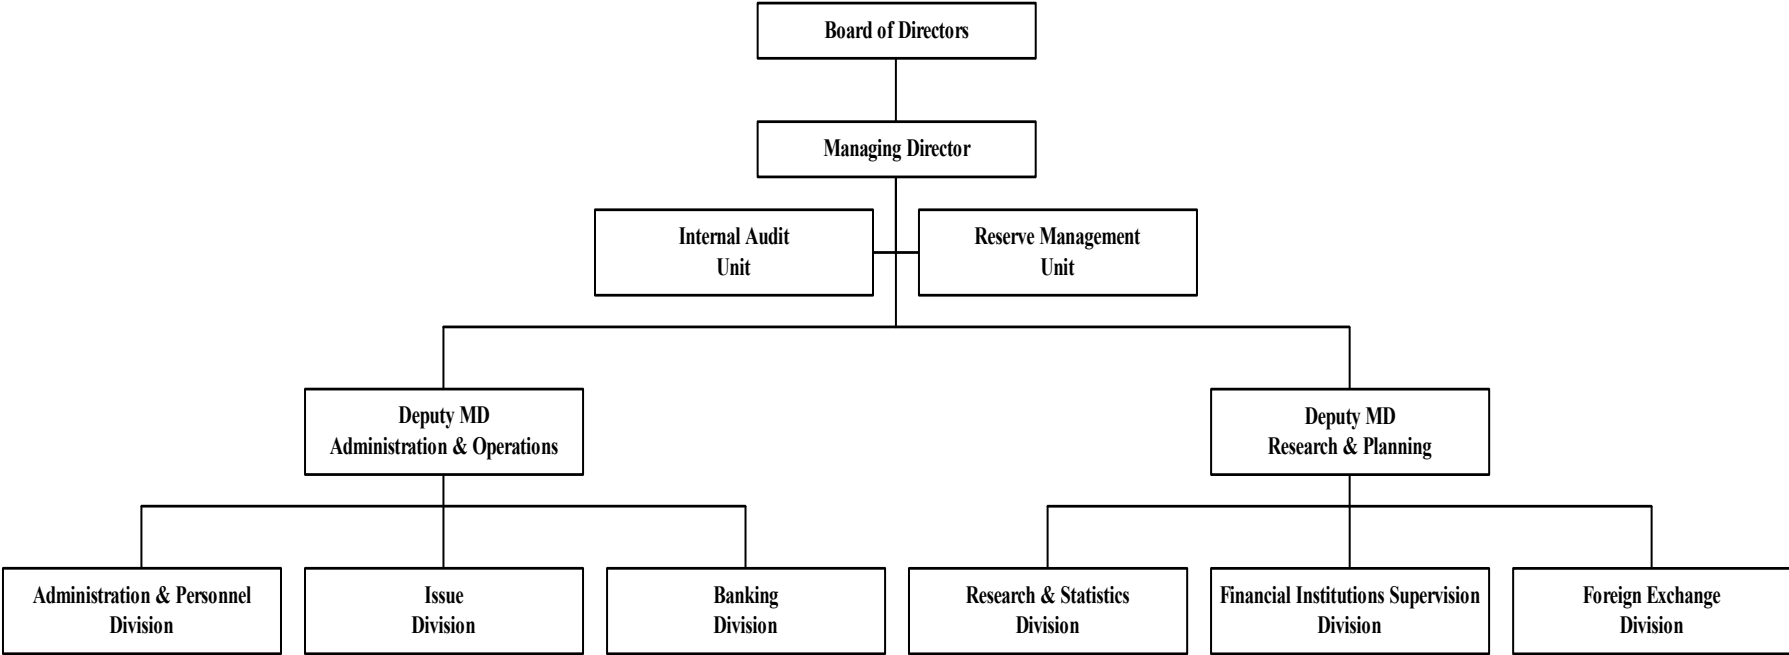 Board of Directors
Managing Director
Internal Audit
Unit
Reserve Management
Unit
Deputy MD
Administration & Operations
Deputy MD
Research & Planning
Administration & Personnel
Division
Issue
Division
Banking
Division
Research & Statistics
Division
Financial Institutions Supervision
Division
Foreign Exchange
Division